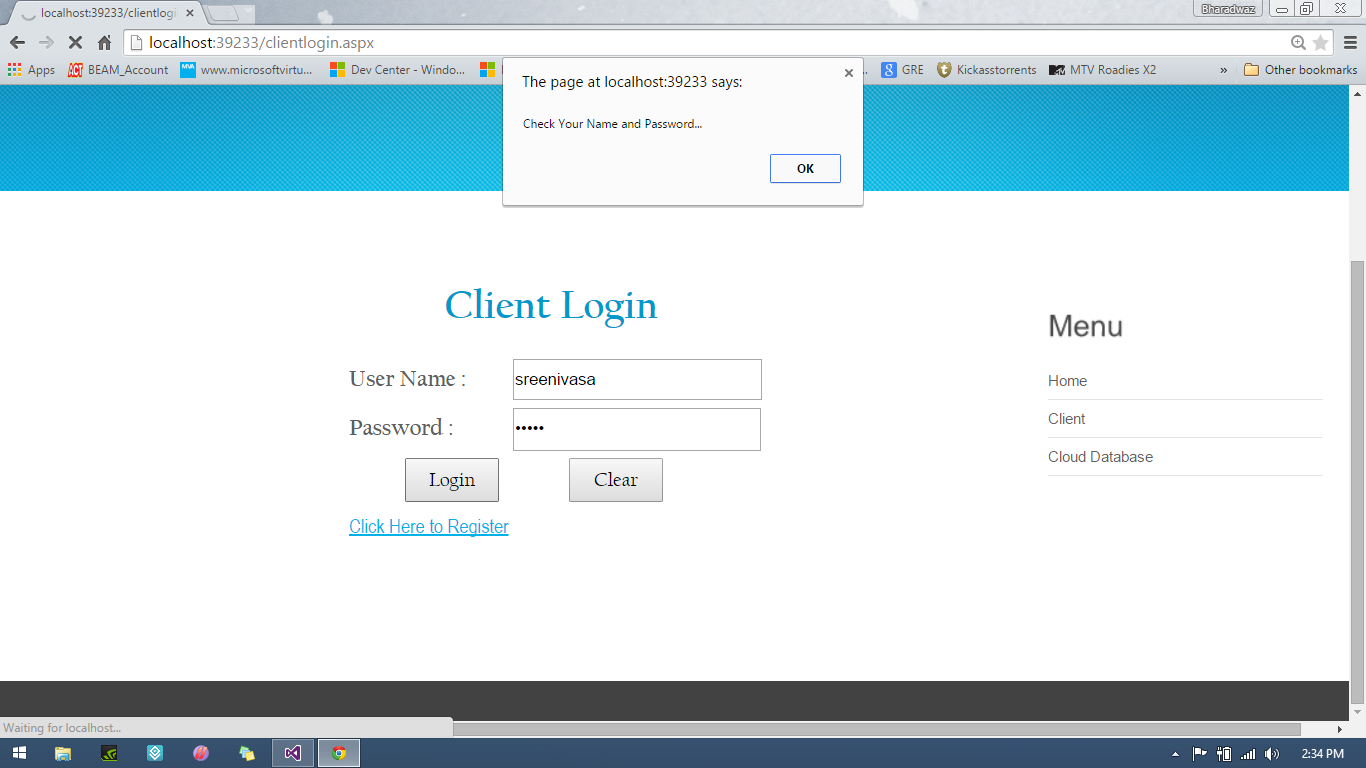 localhost:39233/clientlogi
Bharadwaz
localhost:39233/clientlogin.aspx
Apps BEAM_Account www.microsoftvirtu... Dev Center - Windo... GRE Kickasstorrents MTV Roadies X2 » Other bookmarks
The page at localhost:39233 says:
Check Your Name and Password...
OK
Client Login
User Name : sreenivasa
Password : •••••
Login Clear
Click Here to Register
Menu
Home
Client
Cloud Database
Waiting for localhost...
2:34 PM